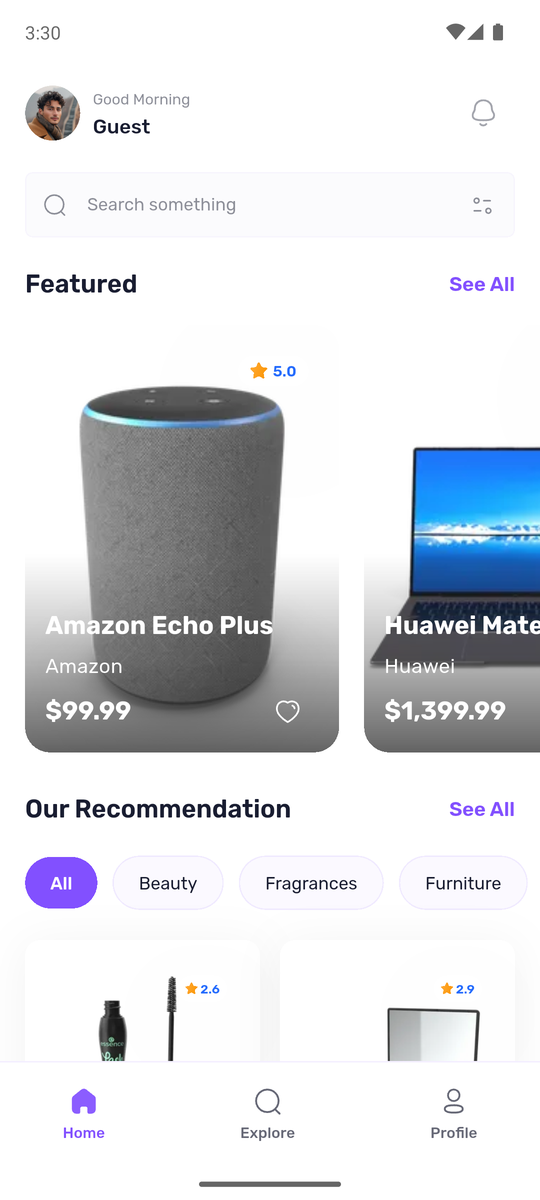 3:30
Good Morning
Guest
Search something
Featured
See All
5.0
Amazon Echo Plus
Amazon
$99.99
Huawei Mate
Huawei
$1,399.99
Our Recommendation
See All
All
Beauty
Fragrances
Furniture
2.6
essence
2.9
Home
Explore
Profile